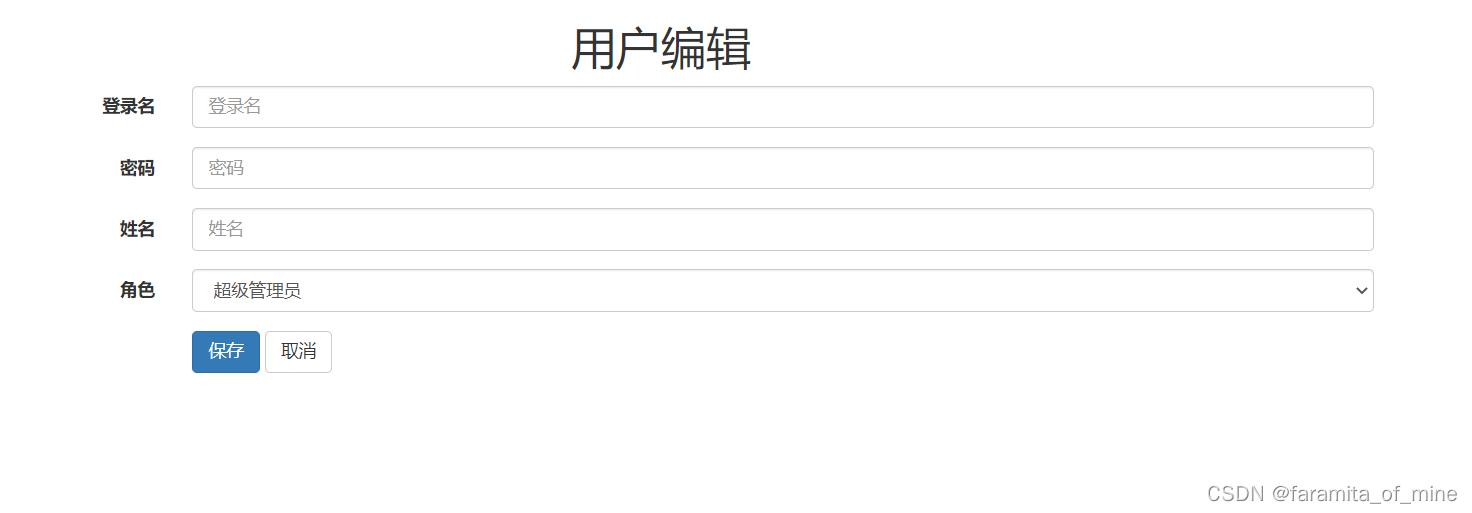 用户编辑
登录名 登录名
密码 密码
姓名 姓名
角色 超级管理员
保存 取消
CSDN @faramita_of_mine